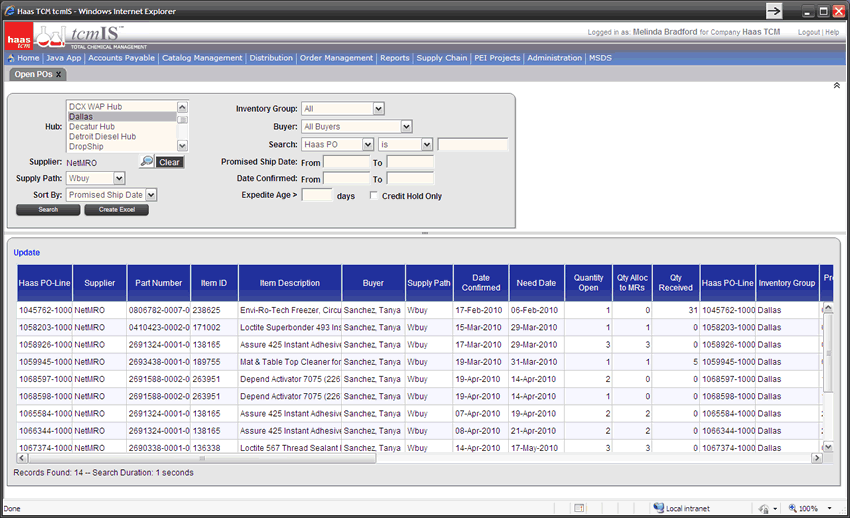 Haas TCM tcmIS - Windows Internet Explorer
haas tcm
tcmIS™
TOTAL CHEMICAL MANAGEMENT
Logged in as: Melinda Bradford for Company Haas TCM
Logout | Help
Home | Java App | Accounts Payable | Catalog Management | Distribution | Order Management | Reports | Supply Chain | PEI Projects | Administration | MSDS
Open POs x
Hub:
DCX WAP Hub
Dallas
Decatur Hub
Detroit Diesel Hub
DropShip
Supplier: NetMRO Clear
Supply Path: Wbuy
Sort By: Promised Ship Date
Search Create Excel
Inventory Group: All
Buyer: All Buyers
Search: Haas PO is
Promised Ship Date: From To
Date Confirmed: From To
Expedite Age > days Credit Hold Only
Update
Haas PO-Line Supplier Part Number Item ID Item Description Buyer Supply Path Date Confirmed Need Date Quantity Open Qty Alloc to MRs Qty Received Haas PO-Line Inventory Group
1045762-1000 NetMRO 0806782-0007-0 238625 Envi-Ro-Tech Freezer, Circu Sanchez, Tanya Wbuy 17-Feb-2010 06-Feb-2010 1 0 31 1045762-1000 Dallas
1058203-1000 NetMRO 0410423-0002-0 171002 Loctite Superbonder 493 Ins Sanchez, Tanya Wbuy 15-Mar-2010 29-Mar-2010 1 1 0 1058203-1000 Dallas
1058926-1000 NetMRO 2691324-0001-0 138165 Assure 425 Instant Adhesive Sanchez, Tanya Wbuy 17-Mar-2010 29-Mar-2010 3 3 0 1058926-1000 Dallas
1059945-1000 NetMRO 2693438-0001-0 189755 Mat & Table Top Cleaner for Sanchez, Tanya Wbuy 19-Mar-2010 31-Mar-2010 1 1 5 1059945-1000 Dallas
1068597-1000 NetMRO 2691588-0002-0 263951 Depend Activator 7075 (226 Sanchez, Tanya Wbuy 19-Apr-2010 14-Apr-2010 2 0 0 1068597-1000 Dallas
1068598-1000 NetMRO 2691588-0002-0 263951 Depend Activator 7075 (226 Sanchez, Tanya Wbuy 19-Apr-2010 14-Apr-2010 1 0 0 1068598-1000 Dallas
1065584-1000 NetMRO 2691324-0001-0 138165 Assure 425 Instant Adhesive Sanchez, Tanya Wbuy 07-Apr-2010 19-Apr-2010 2 2 0 1065584-1000 Dallas
1066344-1000 NetMRO 2691324-0001-0 138165 Assure 425 Instant Adhesive Sanchez, Tanya Wbuy 08-Apr-2010 21-Apr-2010 2 2 0 1066344-1000 Dallas
1067374-1000 NetMRO 2690338-0001-0 136338 Loctite 567 Thread Sealant Sanchez, Tanya Wbuy 14-Apr-2010 17-May-2010 3 3 0 1067374-1000 Dallas
Records Found: 14 -- Search Duration: 1 seconds
Done
Local intranet
100%